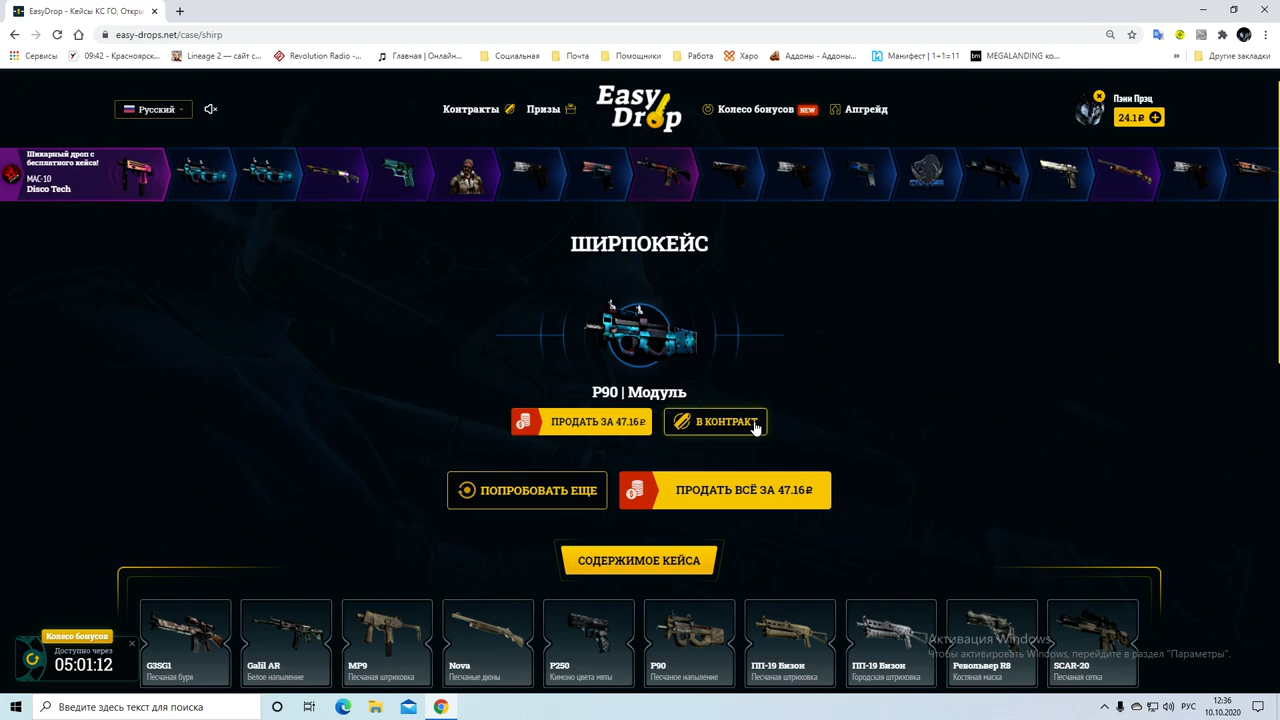 EasyDrop - Кейсы КС ГО, Откры
easy-drops.net/case/shirp
Сервисы
09:42 - Красноярск...
Lineage 2 — сайт с...
Revolution Radio -...
Главная | Онлайн...
Социальная
Почта
Помощники
Работа
Харо
Аддоны - Аддоны...
Манифест | 1+1=11
MEGALANDING ко...
»
Другие закладки
Русский
Контракты
Призы
Easy
Drop
Колесо бонусов NEW
Апгрейд
Пэни Прэц
24.1₽
Шикарный дроп с
бесплатного кейса!
MAC-10
Disco Tech
ШИРПОКЕЙС
P90 | Модуль
ПРОДАТЬ ЗА 47.16₽
В КОНТРАКТ
ПОПРОБОВАТЬ ЕЩЕ
ПРОДАТЬ ВСЁ ЗА 47.16₽
СОДЕРЖИМОЕ КЕЙСА
G3SG1
Песчаная буря
Galil AR
Белое напыление
MP9
Песчаная штриховка
Nova
Песчаные дюны
P250
Кимоно цвета мяты
P90
Песчаное напыление
ПП-19 Визон
Песчаная штриховка
ПП-19 Визон
Городская штриховка
Револьвер R8
Костяная маска
SCAR-20
Песчаная сетка
Колесо бонусов
Доступно через
05:01:12
Активация Windows
Чтобы активировать Windows, перейдите в раздел "Параметры".
Введите здесь текст для поиска
РУС
12:36
10.10.2020